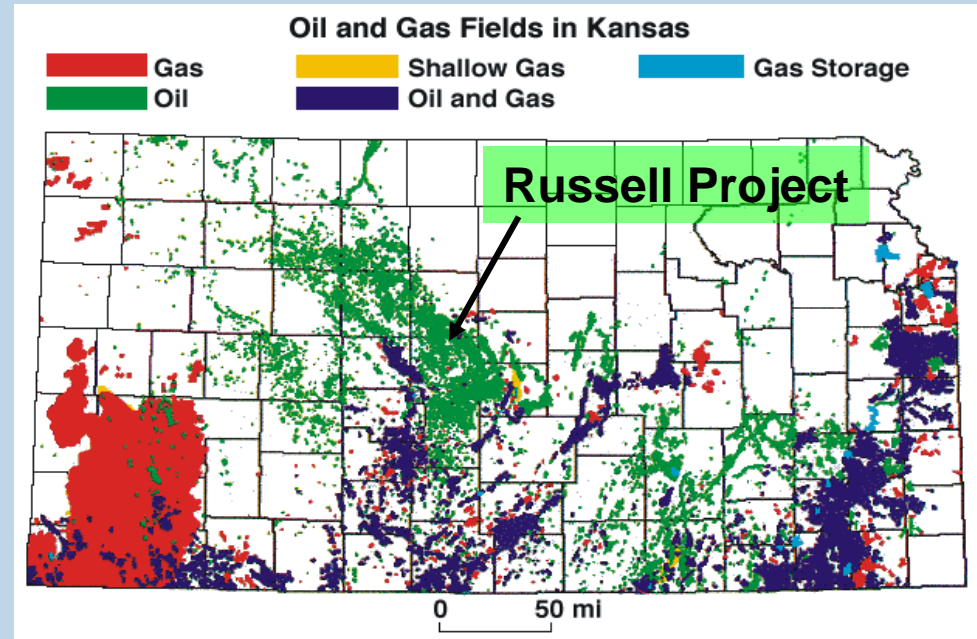 Oil and Gas Fields in Kansas
Gas Shallow Gas Gas Storage
Oil Oil and Gas
Russell Project
0 50 mi